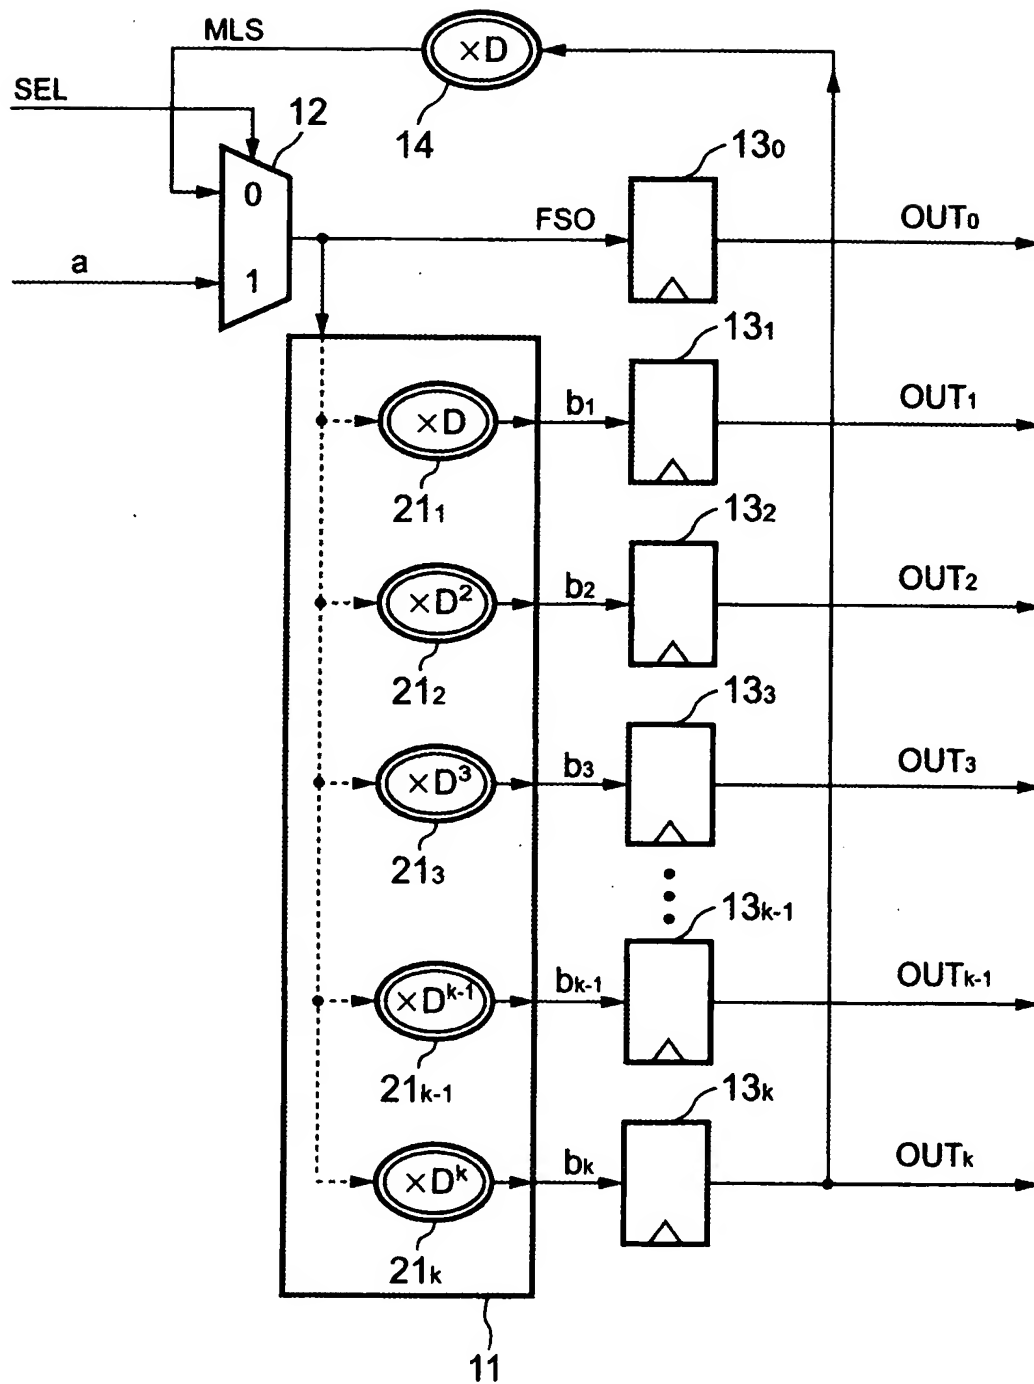 MLS
×D
SEL
12
14
13₀
0
FSO
OUT₀
a
1
13₁
×D
b₁
OUT₁
21₁
13₂
×D²
b₂
OUT₂
21₂
13₃
×D³
b₃
OUT₃
21₃
13ₖ₋₁
×Dᵏ⁻¹
bₖ₋₁
OUTₖ₋₁
21ₖ₋₁
13ₖ
×Dᵏ
bₖ
OUTₖ
21ₖ
11